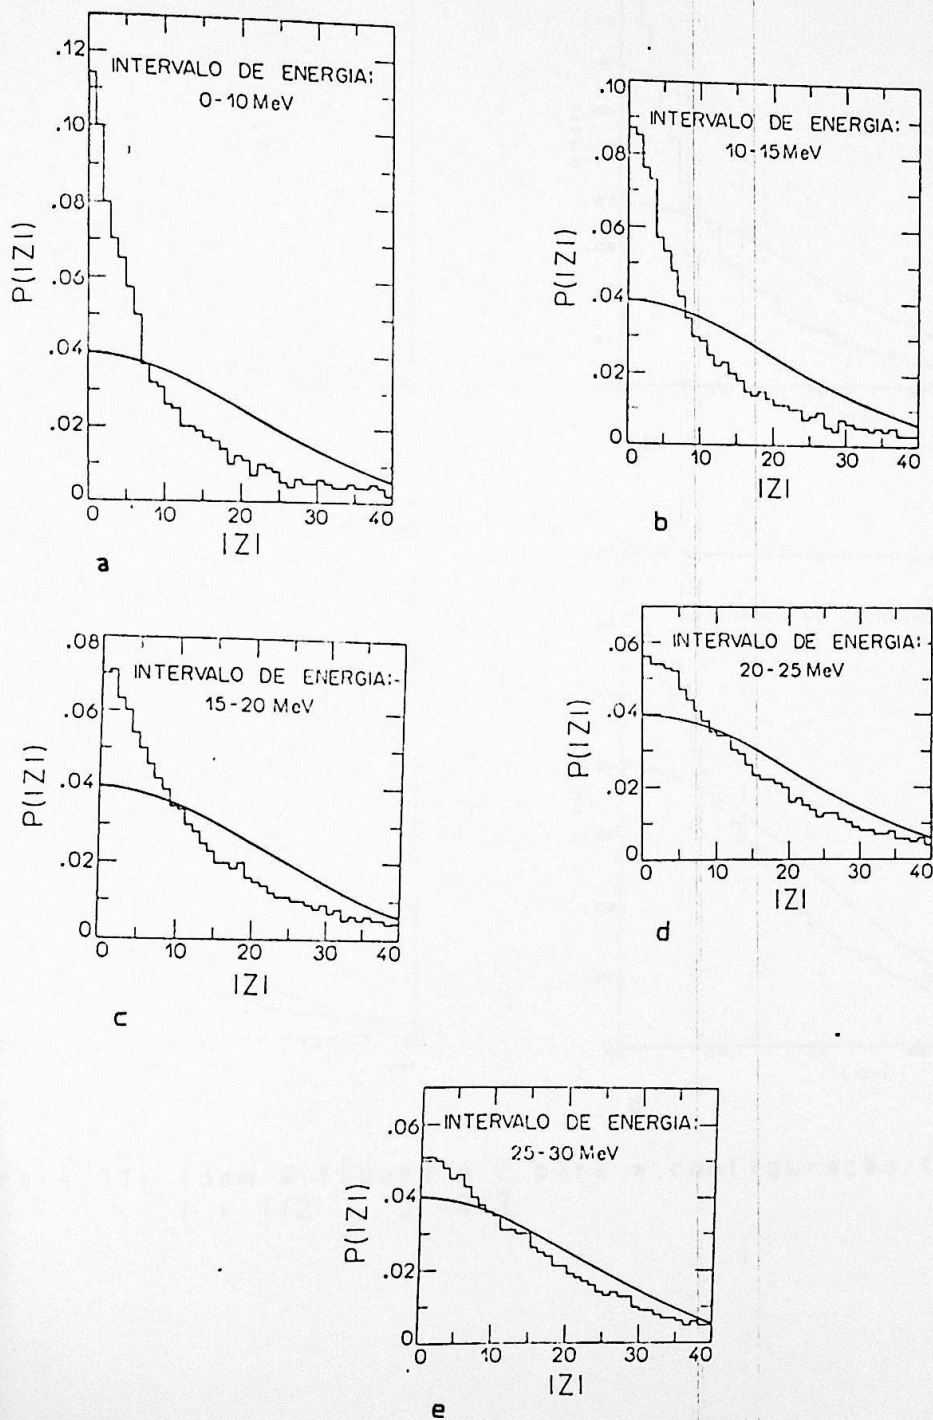 INTERVALO DE ENERGIA:
0-10 MeV
.12
.10
.08
.06
.04
.02
0
P(|Z|)
0 10 20 30 40
|Z|
a
INTERVALO DE ENERGIA:
10-15 MeV
.10
.08
.06
.04
.02
0
P(|Z|)
0 10 20 30 40
|Z|
b
INTERVALO DE ENERGIA:
15-20 MeV
.08
.06
.04
.02
0
P(|Z|)
0 10 20 30 40
|Z|
c
INTERVALO DE ENERGIA:
20-25 MeV
.06
.04
.02
0
P(|Z|)
0 10 20 30 40
|Z|
d
INTERVALO DE ENERGIA:
25-30 MeV
.06
.04
.02
0
P(|Z|)
0 10 20 30 40
|Z|
e